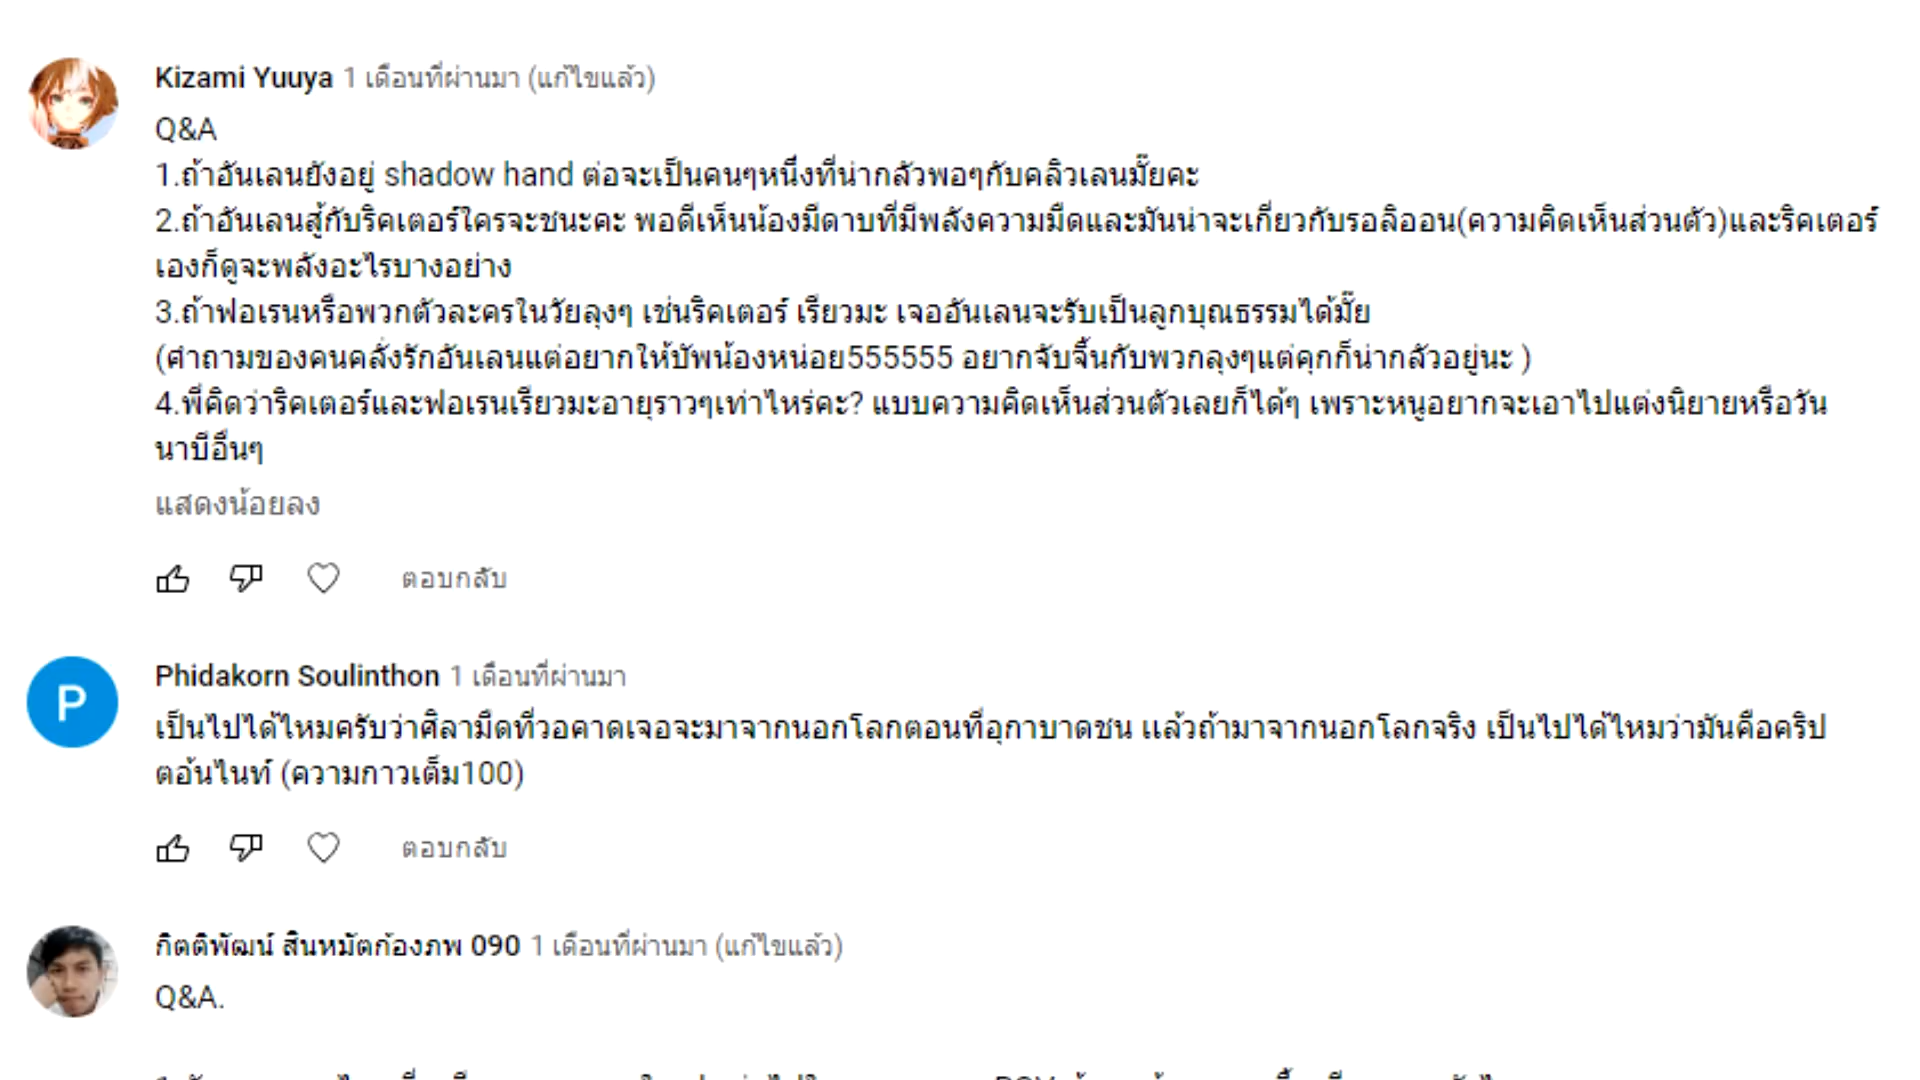 Kizami Yuuya 1 เดือนที่ผ่านมา (แก้ไขแล้ว)
Q&A
1.ถ้าอันเลนยังอยู่ shadow hand ต่อจะเป็นคนๆหนึ่งที่น่ากลัวพอๆกับคลิวเลนมั๊ยคะ
2.ถ้าอันเลนสู้กับริคเตอร์ใครจะชนะคะ พอดีเห็นน้องมีดาบที่มีพลังความมืดและมันน่าจะเกี่ยวกับรอลิออน(ความคิดเห็นส่วนตัว)และริคเตอร์
เองก็ดูจะพลังอะไรบางอย่าง
3.ถ้าฟอเรนหรือพวกตัวละครในวัยลุงๆ เช่นริคเตอร์ เรียวมะ เจออันเลนจะรับเป็นลูกบุณธรรมได้มั๊ย
(คำถามของคนคลั่งรักอันเลนแต่อยากให้บัพน้องหน่อย555555 อยากจับจิ้นกับพวกลุงๆแต่คุกก็น่ากลัวอยู่นะ )
4.พี่คิดว่าริคเตอร์และฟอเรนเรียวมะอายุราวๆเท่าไหร่คะ? แบบความคิดเห็นส่วนตัวเลยก็ได้ๆ เพราะหนูอยากจะเอาไปแต่งนิยายหรือวัน
นาบีอื่นๆ
แสดงน้อยลง
ตอบกลับ
P
Phidakorn Soulinthon 1 เดือนที่ผ่านมา
เป็นไปได้ไหมครับว่าศิลามืดที่วอคาดเจอจะมาจากนอกโลกตอนที่อุกาบาดชน แล้วถ้ามาจากนอกโลกจริง เป็นไปได้ไหมว่ามันคือคริป
ตอ้นไนท์ (ความกาวเต็ม100)
ตอบกลับ
กิตติพัฒน์ สินหมัตก้องภพ 090 1 เดือนที่ผ่านมา (แก้ไขแล้ว)
Q&A.